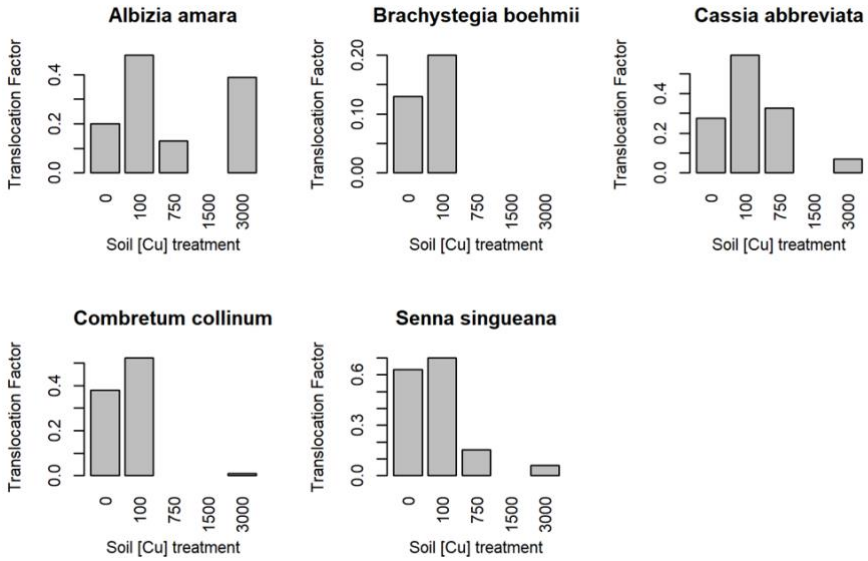 Albizia amara
Translocation Factor
0.0 0.2 0.4
0 100 750 1500 3000
Soil [Cu] treatment
Brachystegia boehmii
Translocation Factor
0.00 0.10 0.20
0 100 750 1500 3000
Soil [Cu] treatment
Cassia abbreviata
Translocation Factor
0.0 0.2 0.4
0 100 750 1500 3000
Soil [Cu] treatment
Combretum collinum
Translocation Factor
0.0 0.2 0.4
0 100 750 1500 3000
Soil [Cu] treatment
Senna singueana
Translocation Factor
0.0 0.3 0.6
0 100 750 1500 3000
Soil [Cu] treatment